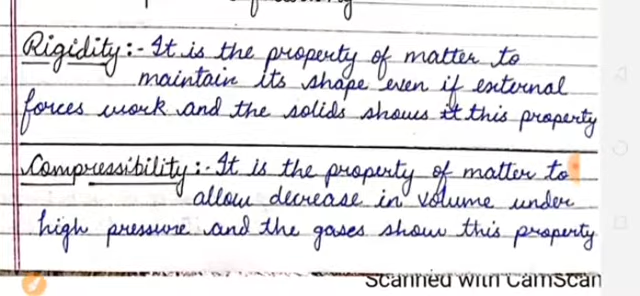 Rigidity :- It is the property of matter to
maintain its shape even if external
forces work and the solids shows it this property
Compressibility :- It is the property of matter to
allow decrease in volume under
high pressure and the gases show this property
Scanned with CamScan